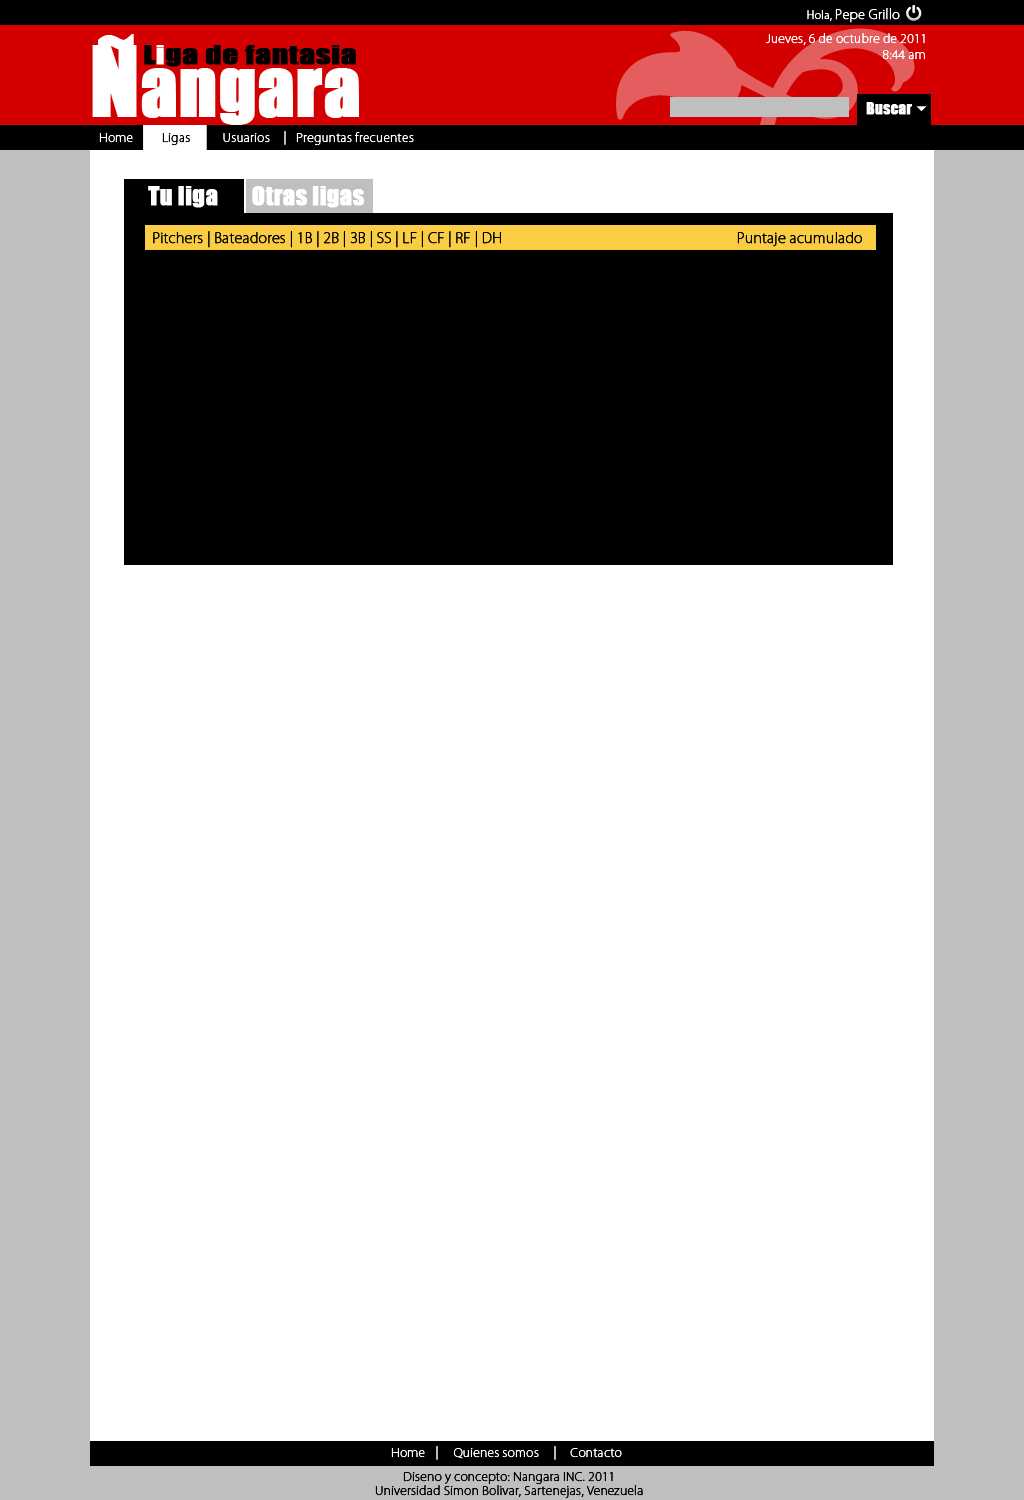 Hola, Pepe Grillo
Jueves, 6 de octubre de 2011
8:44 am
Liga de fantasia
Ñangara
Buscar
Home Ligas Usuarios | Preguntas frecuentes
Tu liga Otras ligas
Pitchers | Bateadores | 1B | 2B | 3B | SS | LF | CF | RF | DH Puntaje acumulado
Home | Quienes somos | Contacto
Diseno y concepto: Nangara INC. 2011
Universidad Simon Bolivar, Sartenejas, Venezuela